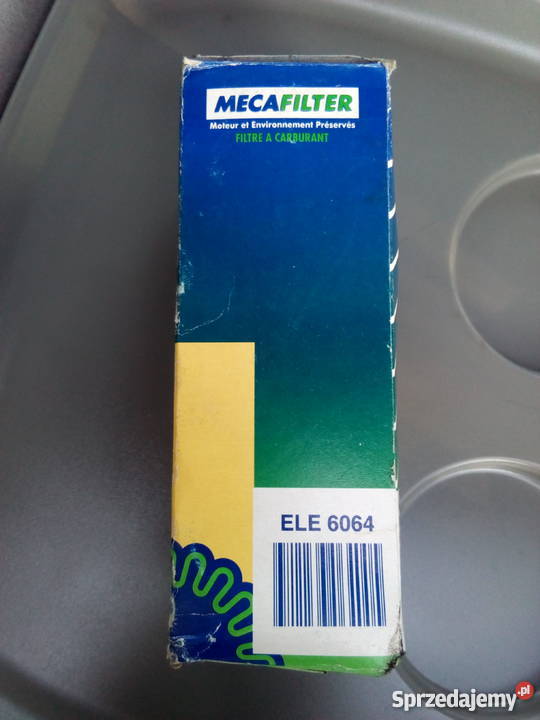 MECAFILTER
Moteur et Environnement Préservés
FILTRE A CARBURANT
ELE 6064
Sprzedajemy.pl